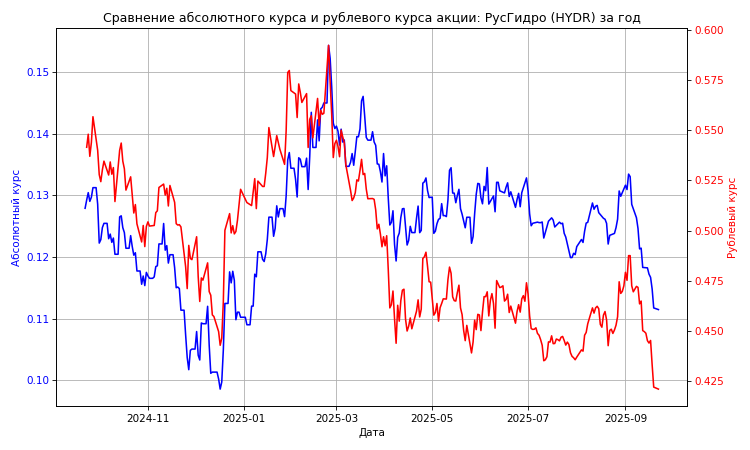 Сравнение абсолютного курса и рублевого курса акции: РусГидро (HYDR) за год
0.600
0.15
0.575
0.550
0.14
0.525
0.13
0.500
0.12
0.475
0.450
0.11
0.425
0.10
Абсолютный курс
Рублевый курс
2024-11 2025-01 2025-03 2025-05 2025-07 2025-09
Дата